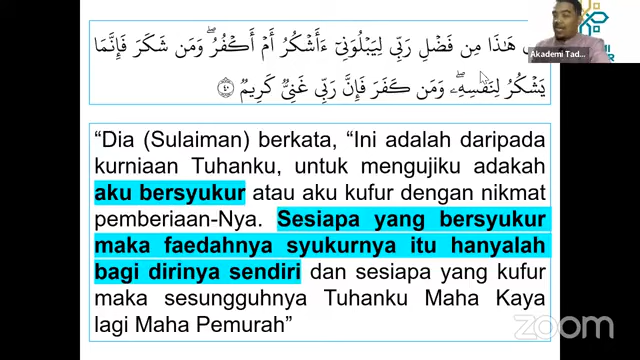 هَٰذَا مِن فَضْلِ رَبِّي لِيَبْلُوَنِيٓ ءَأَشْكُرُ أَمْ أَكْفُرُ ۖ وَمَن شَكَرَ فَإِنَّمَا
يَشْكُرُ لِنَفْسِهِۦ ۖ وَمَن كَفَرَ فَإِنَّ رَبِّي غَنِيٌّ كَرِيمٌ ٤٠
Akademi Tad...
“Dia (Sulaiman) berkata, “Ini adalah daripada
kurniaan Tuhanku, untuk mengujiku adakah
aku bersyukur atau aku kufur dengan nikmat
pemberiaan-Nya. Sesiapa yang bersyukur
maka faedahnya syukurnya itu hanyalah
bagi dirinya sendiri dan sesiapa yang kufur
maka sesungguhnya Tuhanku Maha Kaya
lagi Maha Pemurah”
zoom